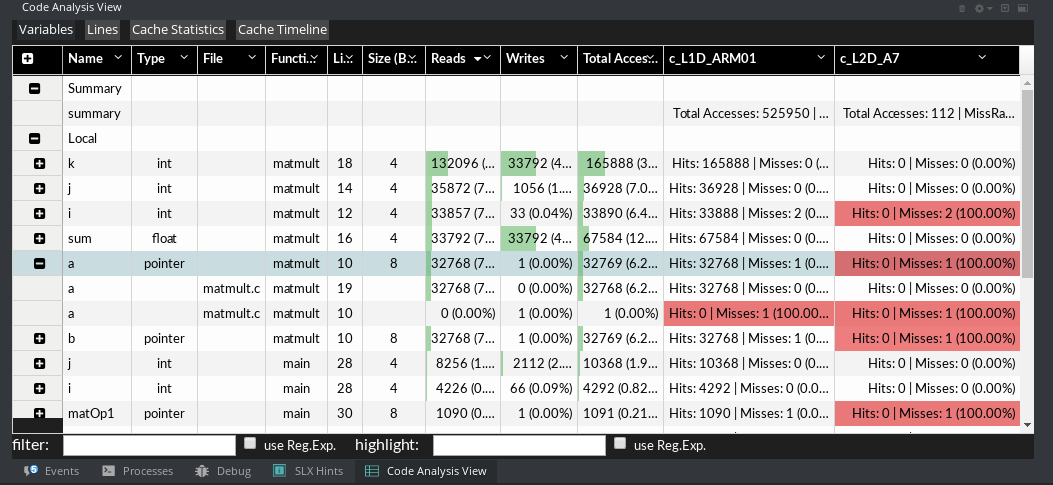 Code Analysis View
Variables Lines Cache Statistics Cache Timeline
Name Type File Functi... Li... Size (B... Reads Writes Total Acces... c_L1D_ARM01 c_L2D_A7
Summary
summary Total Accesses: 525950 | ... Total Accesses: 112 | MissRa...
Local
k int matmult 18 4 132096 (... 33792 (4... 165888 (3... Hits: 165888 | Misses: 0 (... Hits: 0 | Misses: 0 (0.00%)
j int matmult 14 4 35872 (7... 1056 (1.... 36928 (7.0... Hits: 36928 | Misses: 0 (0.... Hits: 0 | Misses: 0 (0.00%)
i int matmult 12 4 33857 (7... 33 (0.04%) 33890 (6.4... Hits: 33888 | Misses: 2 (0.... Hits: 0 | Misses: 2 (100.00%)
sum float matmult 16 4 33792 (7... 33792 (4... 67584 (12.... Hits: 67584 | Misses: 0 (0.... Hits: 0 | Misses: 0 (0.00%)
a pointer matmult 10 8 32768 (7... 1 (0.00%) 32769 (6.2... Hits: 32768 | Misses: 1 (0.... Hits: 0 | Misses: 1 (100.00%)
a matmult.c matmult 19 32768 (7... 0 (0.00%) 32768 (6.2... Hits: 32768 | Misses: 0 (0.... Hits: 0 | Misses: 0 (0.00%)
a matmult.c matmult 10 0 (0.00%) 1 (0.00%) 1 (0.00%) Hits: 0 | Misses: 1 (100.00... Hits: 0 | Misses: 1 (100.00%)
b pointer matmult 10 8 32768 (7... 1 (0.00%) 32769 (6.2... Hits: 32768 | Misses: 1 (0.... Hits: 0 | Misses: 1 (100.00%)
j int main 28 4 8256 (1.... 2112 (2.... 10368 (1.9... Hits: 10368 | Misses: 0 (0.... Hits: 0 | Misses: 0 (0.00%)
i int main 28 4 4226 (0.... 66 (0.09%) 4292 (0.82... Hits: 4292 | Misses: 0 (0.0... Hits: 0 | Misses: 0 (0.00%)
matOp1 pointer main 30 8 1090 (0.... 1 (0.00%) 1091 (0.21... Hits: 1090 | Misses: 1 (0.0... Hits: 0 | Misses: 1 (100.00%)
filter: use Reg.Exp. highlight: use Reg.Exp.
Events Processes Debug SLX Hints Code Analysis View